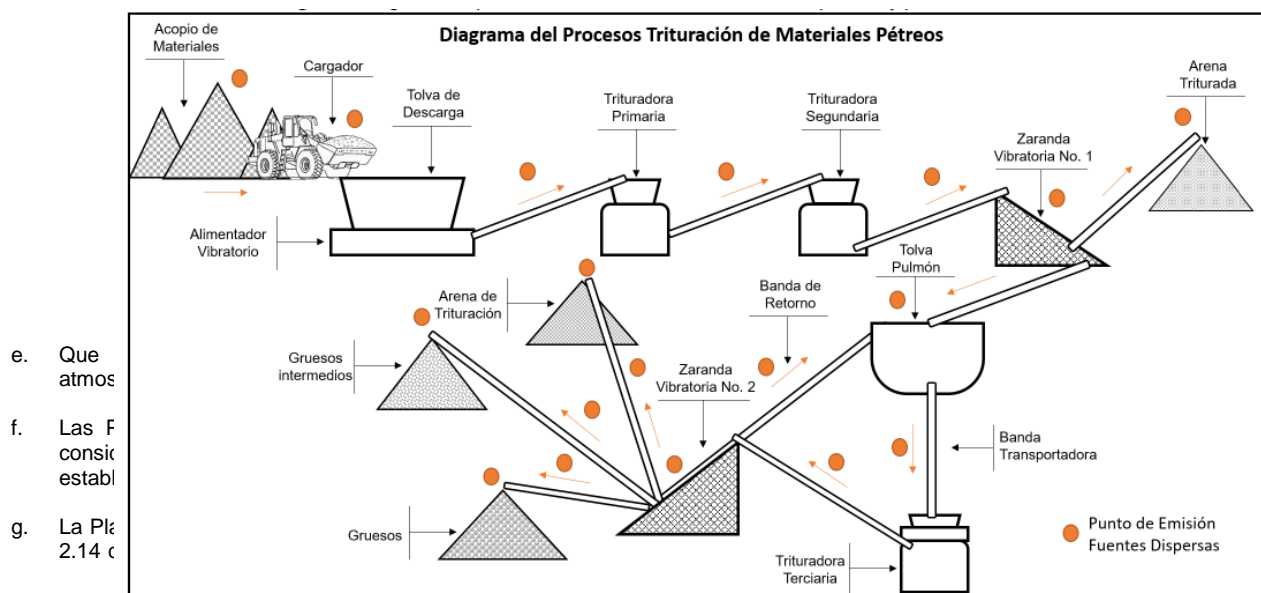 Diagrama del Procesos Trituración de Materiales Pétreos
Acopio de
Materiales
Cargador
Tolva de
Descarga
Trituradora
Primaria
Trituradora
Segundaria
Zaranda
Vibratoria No. 1
Arena
Triturada
Alimentador
Vibratorio
Tolva
Pulmón
Arena de
Trituración
Banda de
Retorno
Gruesos
intermedios
Zaranda
Vibratoria No. 2
Banda
Transportadora
Gruesos
Trituradora
Terciaria
Punto de Emisión
Fuentes Dispersas
e. Que
atmos
f. Las P
consid
establ
g. La Pla
2.14